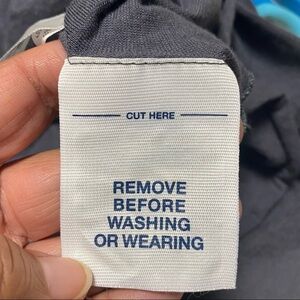 CUT HERE
REMOVE
BEFORE
WASHING
OR WEARING